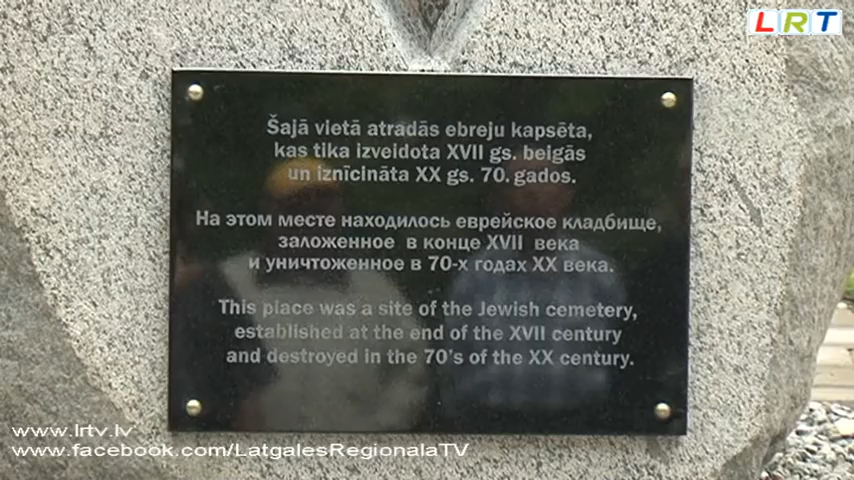 LRT
Šajā vietā atradās ebreju kapsēta,
kas tika izveidota XVII gs. beigās
un iznīcināta XX gs. 70. gados.
На этом месте находилось еврейское кладбище,
заложенное в конце XVII века
и уничтоженное в 70-х годах XX века.
This place was a site of the Jewish cemetery,
established at the end of the XVII century
and destroyed in the 70's of the XX century.
www.lrtv.lv
www.facebook.com/LatgalesRegionalaTV